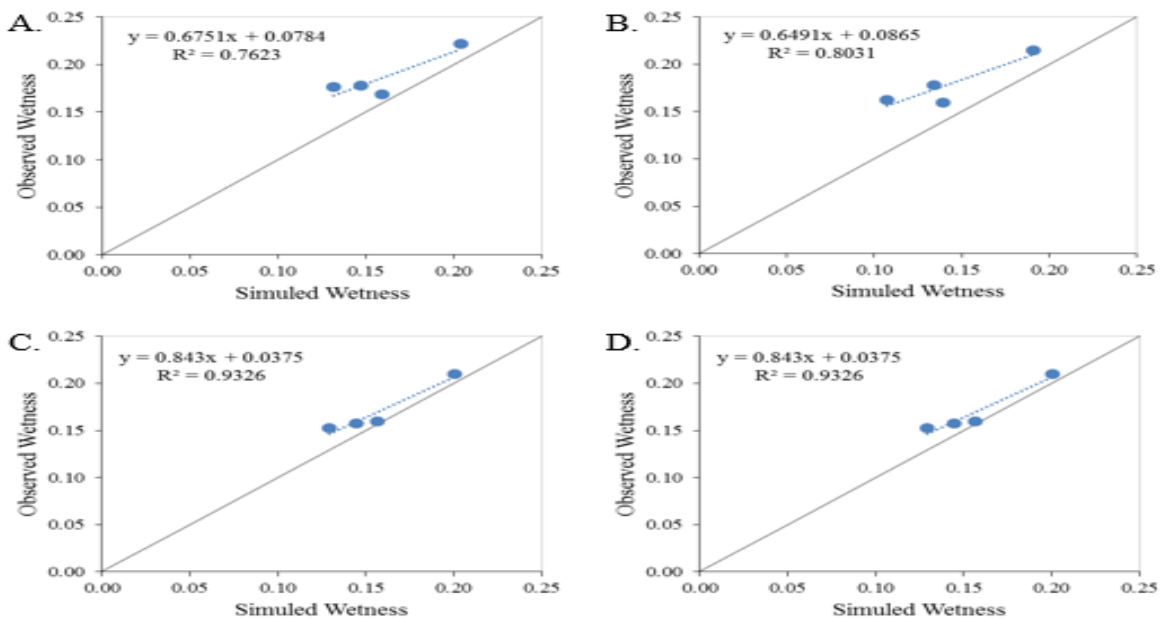 A.
y = 0.6751x + 0.0784
R² = 0.7623
Observed Wetness
0.25
0.20
0.15
0.10
0.05
0.00
0.00 0.05 0.10 0.15 0.20 0.25
Simuled Wetness
B.
y = 0.6491x + 0.0865
R² = 0.8031
Observed Wetness
0.25
0.20
0.15
0.10
0.05
0.00
0.00 0.05 0.10 0.15 0.20 0.25
Simuled Wetness
C.
y = 0.843x + 0.0375
R² = 0.9326
Observed Wetness
0.25
0.20
0.15
0.10
0.05
0.00
0.00 0.05 0.10 0.15 0.20 0.25
Simuled Wetness
D.
y = 0.843x + 0.0375
R² = 0.9326
Observed Wetness
0.25
0.20
0.15
0.10
0.05
0.00
0.00 0.05 0.10 0.15 0.20 0.25
Simuled Wetness